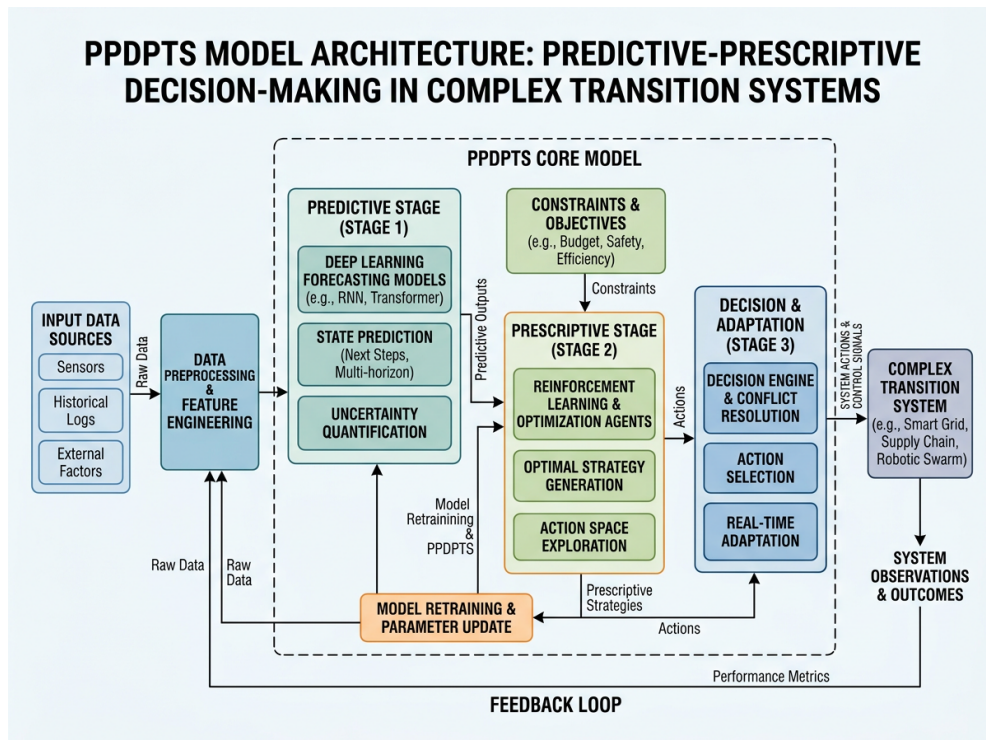 PPDPTS MODEL ARCHITECTURE: PREDICTIVE-PRESCRIPTIVE
DECISION-MAKING IN COMPLEX TRANSITION SYSTEMS
PPDPTS CORE MODEL
INPUT DATA
SOURCES
Sensors
Historical
Logs
External
Factors
Raw Data
DATA
PREPROCESSING
&
FEATURE
ENGINEERING
PREDICTIVE STAGE
(STAGE 1)
DEEP LEARNING
FORECASTING MODELS
(e.g., RNN, Transformer)
STATE PREDICTION
(Next Steps,
Multi-horizon)
UNCERTAINTY
QUANTIFICATION
Predictive Outputs
CONSTRAINTS &
OBJECTIVES
(e.g., Budget, Safety,
Efficiency)
Constraints
PRESCRIPTIVE STAGE
(STAGE 2)
REINFORCEMENT
LEARNING &
OPTIMIZATION AGENTS
OPTIMAL STRATEGY
GENERATION
ACTION SPACE
EXPLORATION
Actions
DECISION &
ADAPTATION
(STAGE 3)
DECISION ENGINE
& CONFLICT
RESOLUTION
ACTION
SELECTION
REAL-TIME
ADAPTATION
SYSTEM ACTIONS &
CONTROL SIGNALS
COMPLEX
TRANSITION
SYSTEM
(e.g., Smart Grid,
Supply Chain,
Robotic Swarm)
SYSTEM
OBSERVATIONS
& OUTCOMES
Model
Retrainining
&
PPDPTS
Raw Data
Raw
Data
MODEL RETRAINING &
PARAMETER UPDATE
Prescriptive
Strategies
Actions
Performance Metrics
FEEDBACK LOOP